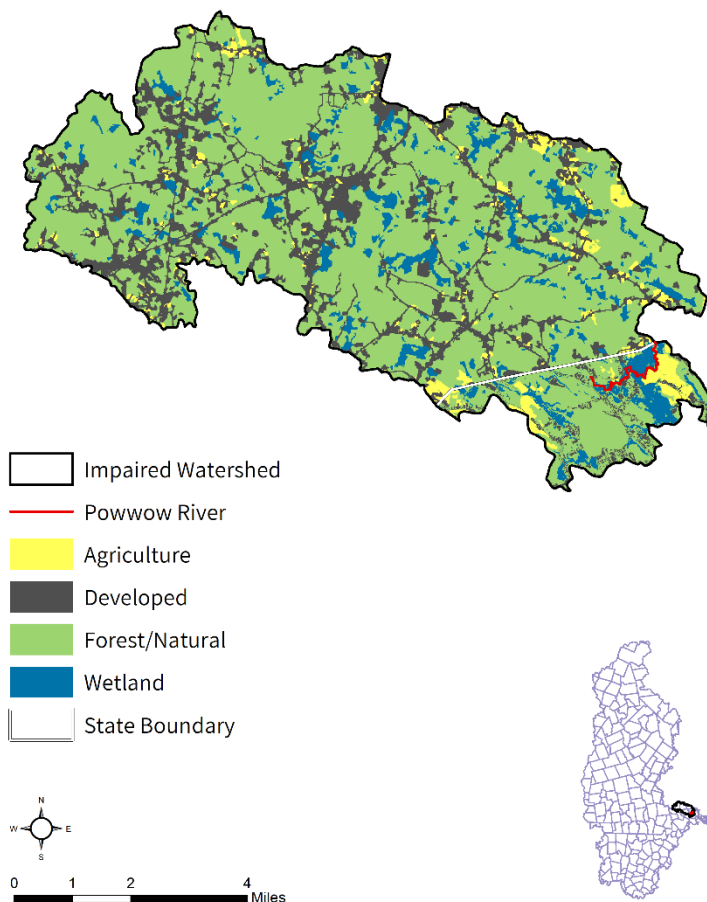 Impaired Watershed
Powwow River
Agriculture
Developed
Forest/Natural
Wetland
State Boundary
N
W E
S
0 1 2 4
Miles